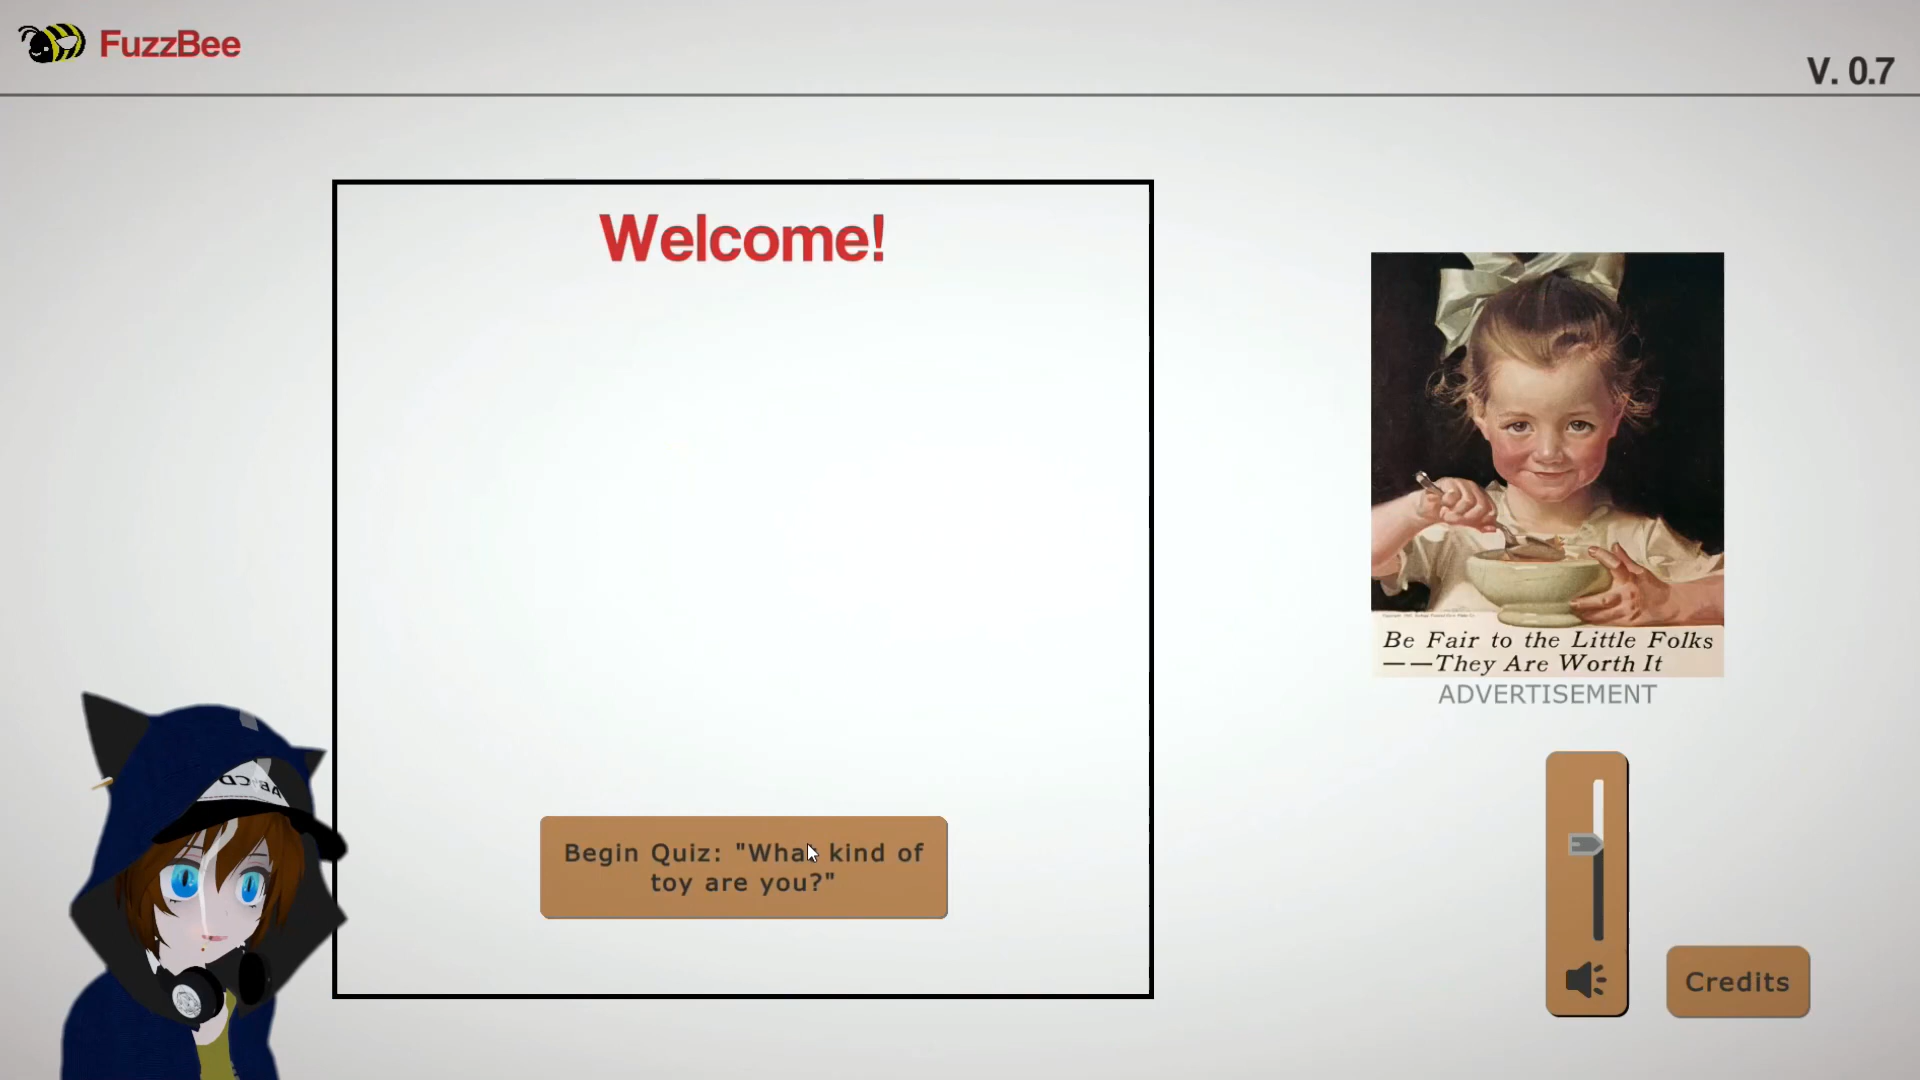 FuzzBee
V. 0.7
Welcome!
Be Fair to the Little Folks
——They Are Worth It
ADVERTISEMENT
Begin Quiz: "What kind of
toy are you?"
Credits